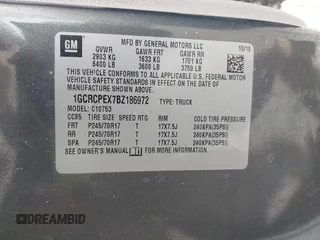 GM
MFD BY GENERAL MOTORS LLC
10/10
GVWR GAWR FRT GAWR RR
2903 KG 1633 KG 1701 KG
6400 LB 3600 LB 3750 LB
THIS VEHICLE CONFORMS TO ALL APPLICABLE U.S. FEDERAL MOTOR
VEHICLE SAFETY STANDARDS IN EFFECT ON THE DATE OF
MANUFACTURE SHOWN ABOVE.
1GCRCPEX7BZ186972 TYPE: TRUCK
MODEL: C10753
CC95 TIRE SIZE SPEED RTG RIM COLD TIRE PRESSURE
FRT P245/70R17 T 17X7.5J 240KPA(35PSI)
RR P245/70R17 T 17X7.5J 240KPA(35PSI)
SPA P245/70R17 T 17X7.5J 240KPA(35PSI)
SEE OWNER'S MANUAL FOR ADDITIONAL INFORMATION.
DREAMBID